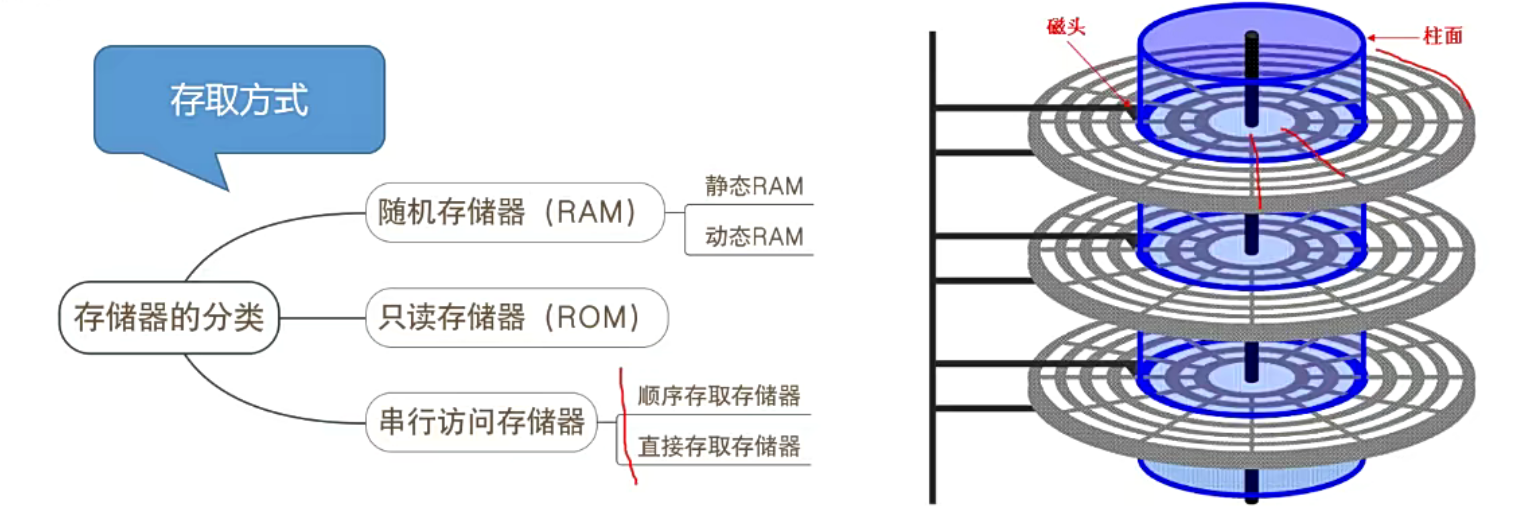 存取方式
存储器的分类
随机存储器（RAM）
静态RAM
动态RAM
只读存储器（ROM）
串行访问存储器
顺序存取存储器
直接存取存储器
磁头
柱面